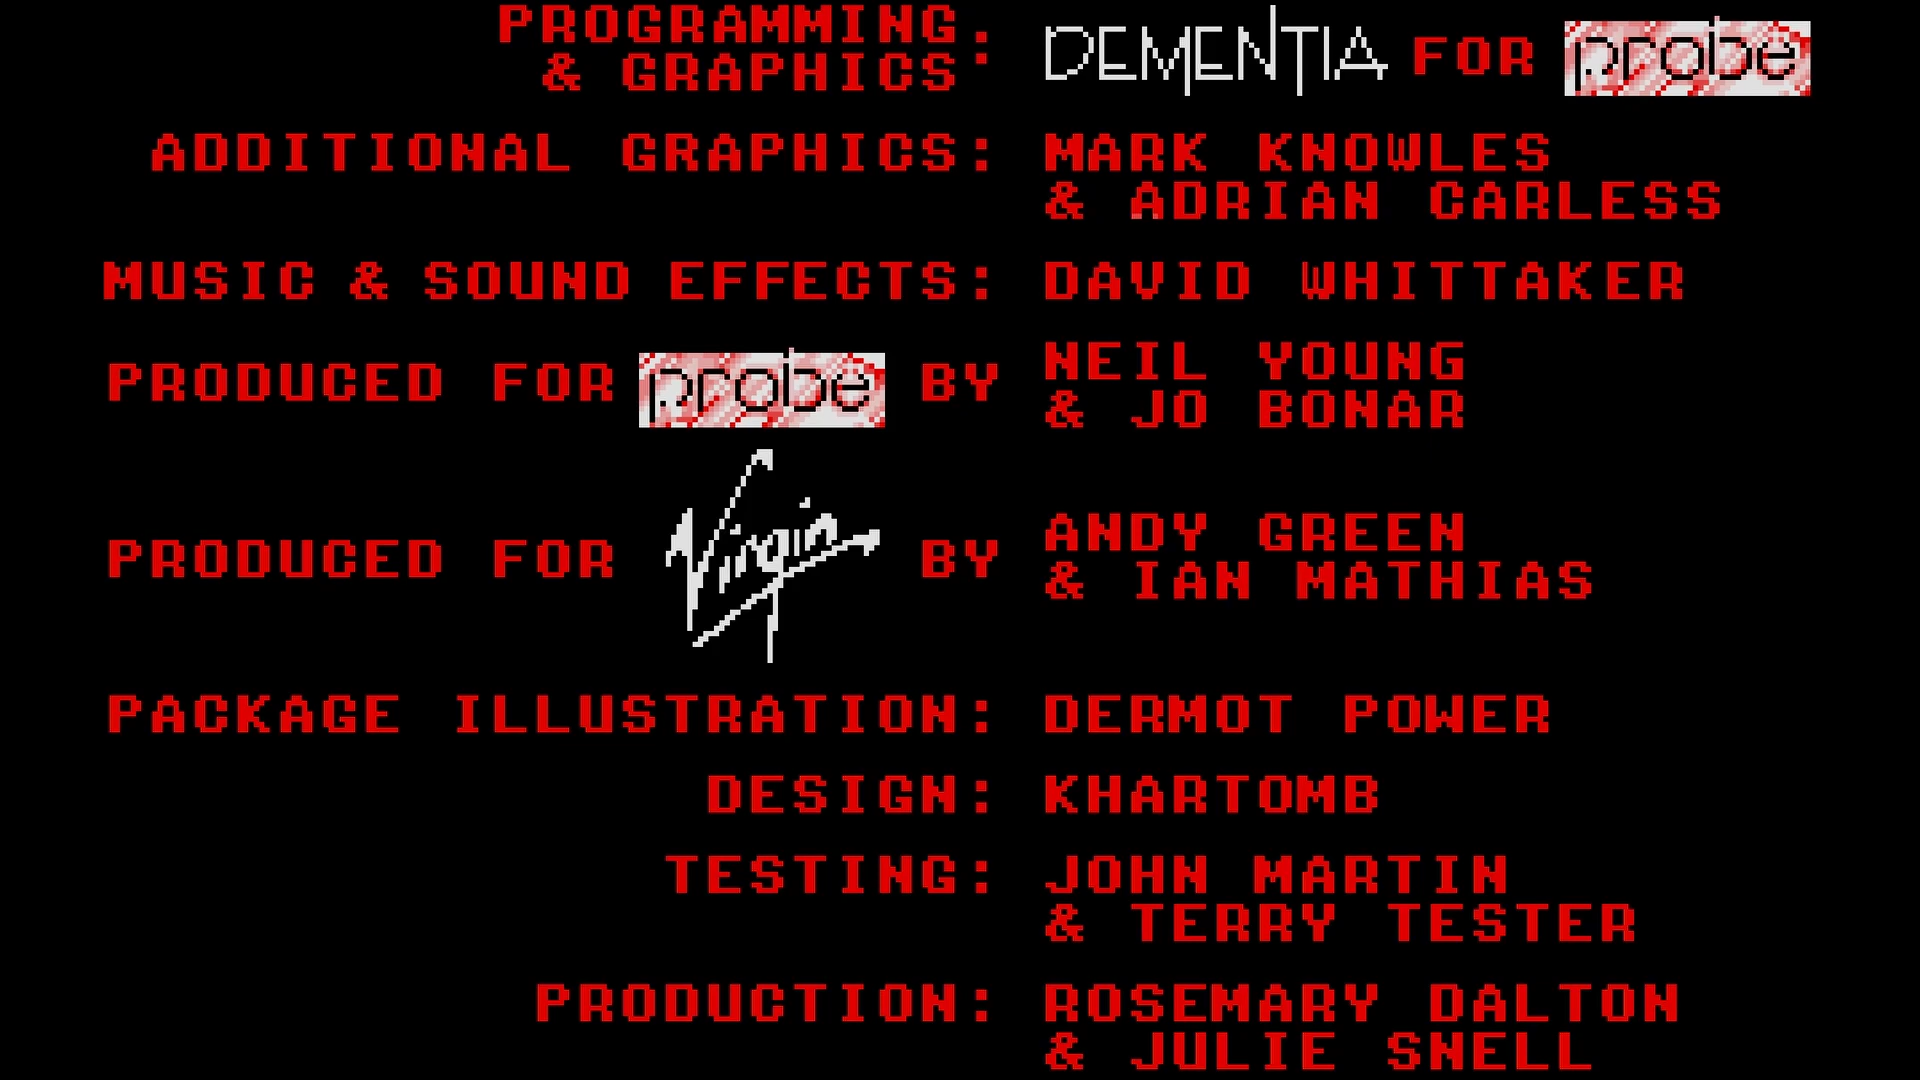 PROGRAMMING
& GRAPHICS : DEMENTIA FOR probe
ADDITIONAL GRAPHICS: MARK KNOWLES
& ADRIAN CARLESS
MUSIC & SOUND EFFECTS: DAVID WHITTAKER
PRODUCED FOR probe BY NEIL YOUNG
& JO BONAR
PRODUCED FOR Virgin BY ANDY GREEN
& IAN MATHIAS
PACKAGE ILLUSTRATION: DERMOT POWER
DESIGN: KHARTOMB
TESTING: JOHN MARTIN
& TERRY TESTER
PRODUCTION: ROSEMARY DALTON
& JULIE SNELL